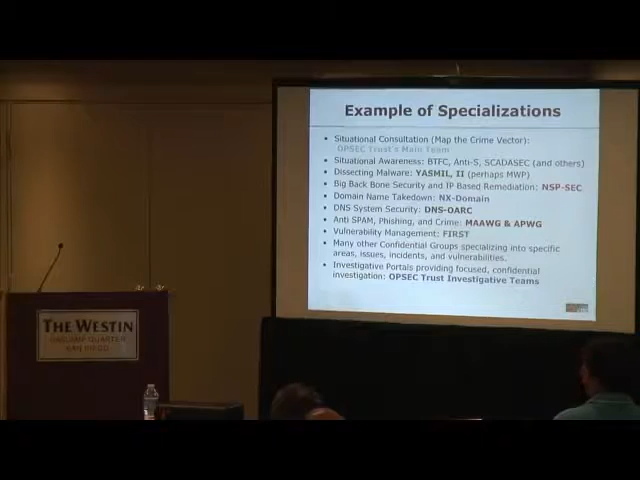 Example of Specializations
• Situational Consultation (Map the Crime Vector):
OPSEC Trust's Main Team
• Situational Awareness: BTFC, Anti-S, SCADASEC (and others)
• Dissecting Malware: YASMIL, II (perhaps MWP)
• Big Back Bone Security and IP Based Remediation: NSP-SEC
• Domain Name Takedown: NX-Domain
• DNS System Security: DNS-OARC
• Anti SPAM, Phishing, and Crime: MAAWG & APWG
• Vulnerability Management: FIRST
• Many other Confidential Groups specializing into specific
areas, issues, incidents, and vulnerabilities.
• Investigative Portals providing focused, confidential
investigation: OPSEC Trust Investigative Teams
THE WESTIN
GASLAMP QUARTER
SAN DIEGO